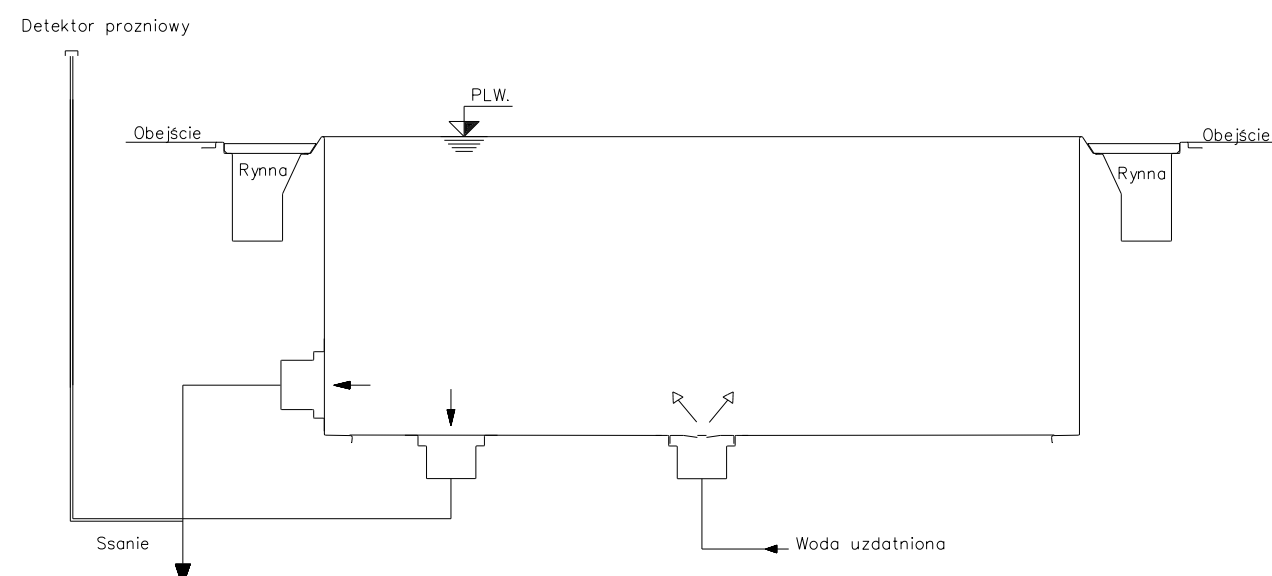 Detektor prozniowy
PLW.
Obejście
Obejście
Rynna
Rynna
Ssanie
Woda uzdatniona